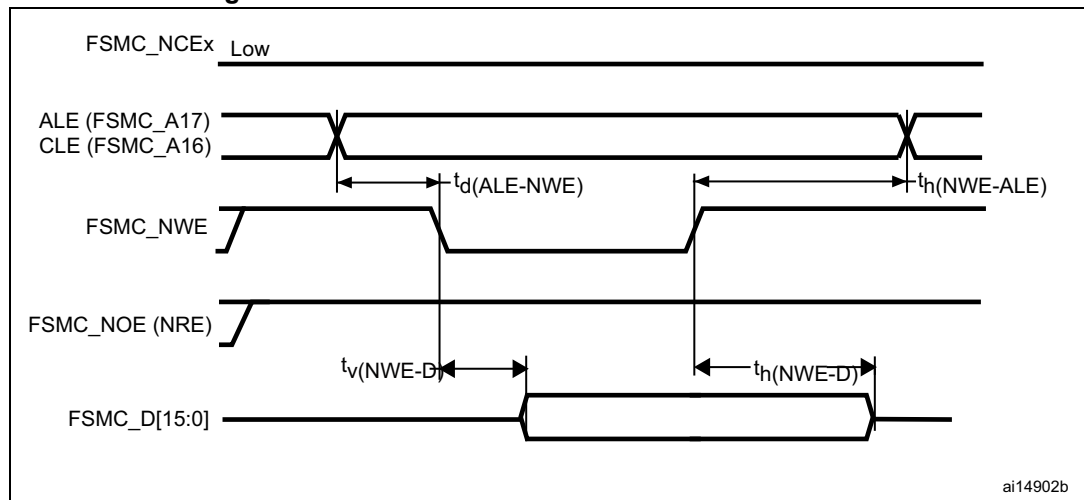 FSMC_NCEx Low
ALE (FSMC_A17)
CLE (FSMC_A16)
td(ALE-NWE)
th(NWE-ALE)
FSMC_NWE
FSMC_NOE (NRE)
tv(NWE-D)
th(NWE-D)
FSMC_D[15:0]
ai14902b